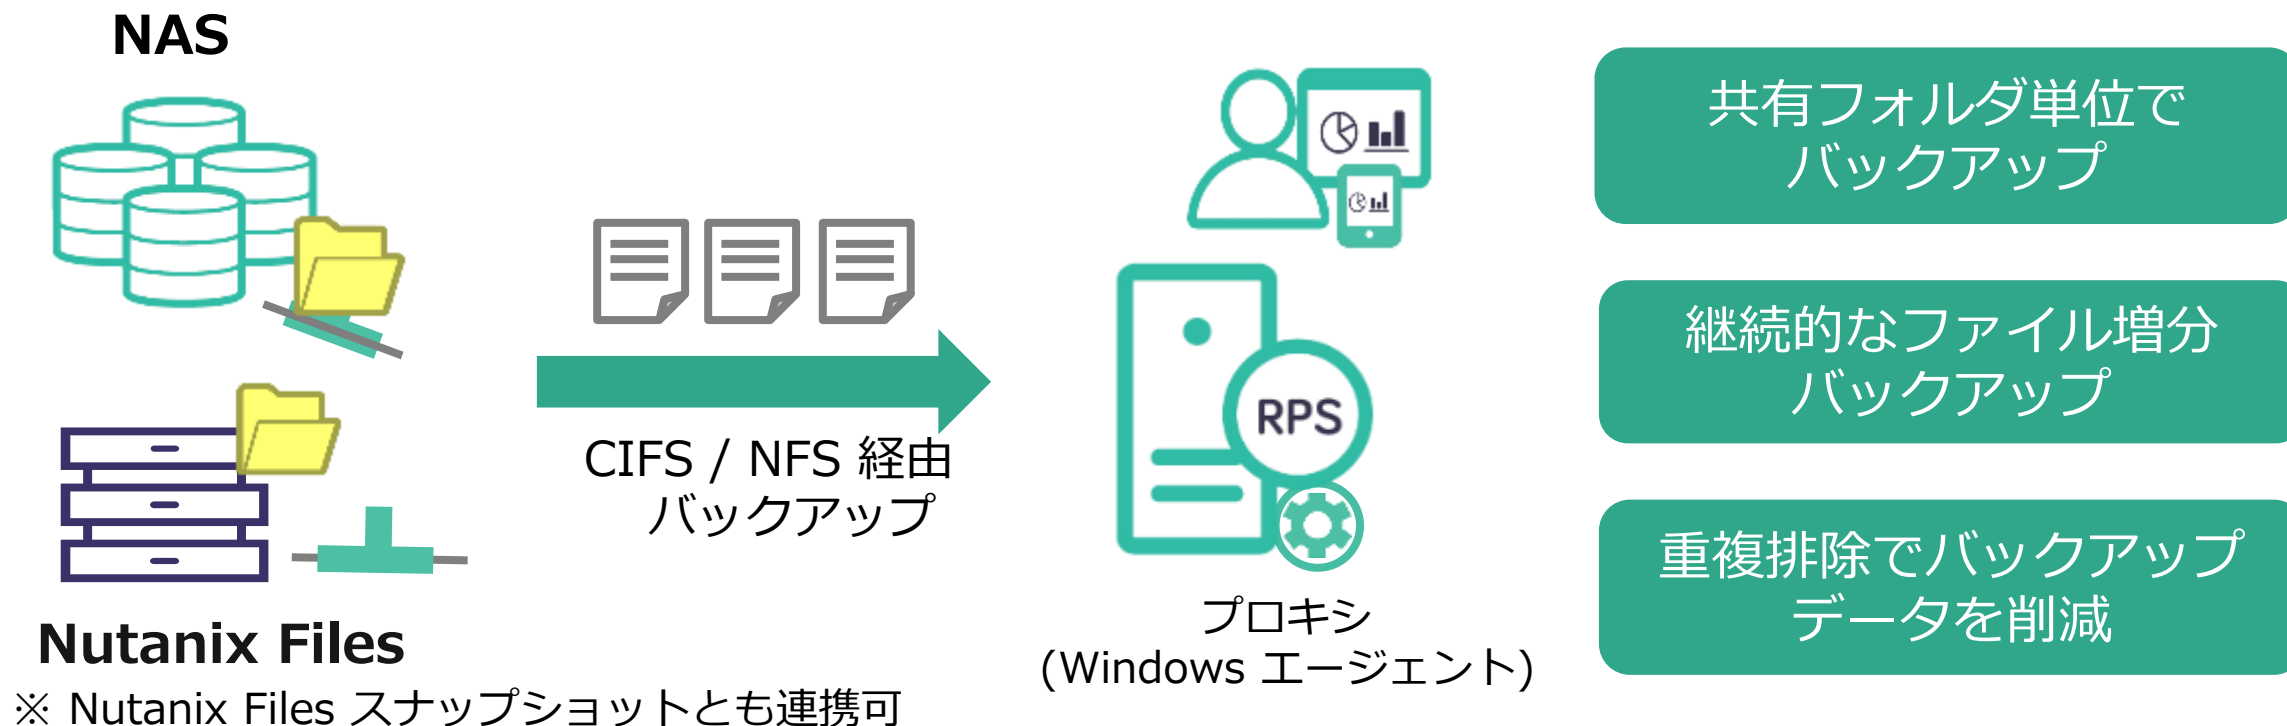 NAS
Nutanix Files
※ Nutanix Files スナップショットとも連携可
CIFS / NFS 経由
バックアップ
RPS
プロキシ
(Windows エージェント)
共有フォルダ単位で
バックアップ
継続的なファイル増分
バックアップ
重複排除でバックアップ
データを削減